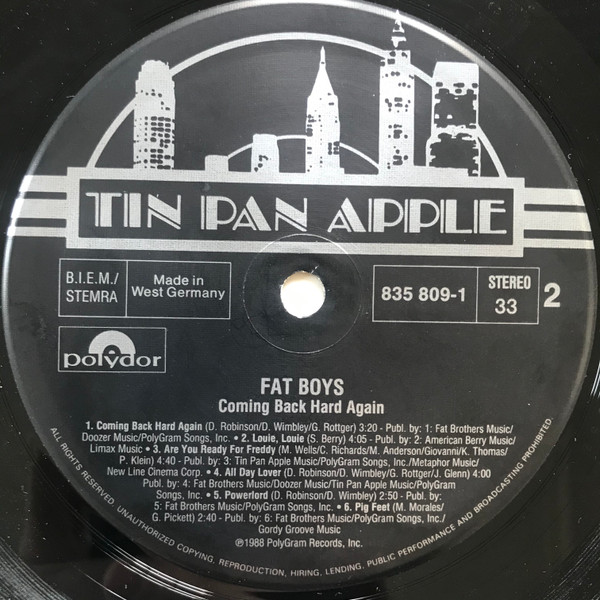 TIN PAN APPLE
B.I.E.M./
STEMRA
Made in
West Germany
835 809-1
STEREO
33
2
polydor
FAT BOYS
Coming Back Hard Again
1. Coming Back Hard Again (D. Robinson/D. Wimbley/G. Rottger) 3:20 - Publ. by: 1: Fat Brothers Music/
Doozer Music/PolyGram Songs, Inc. • 2. Louie, Louie (S. Berry) 4:05 - Publ. by: 2: American Berry Music/
Limax Music • 3. Are You Ready For Freddy (M. Wells/C. Richards/M. Anderson/Giovanni/K. Thomas/
P. Klein) 4:40 - Publ. by: 3: Tin Pan Apple Music/PolyGram Songs, Inc./Metaphor Music/
New Line Cinema Corp. • 4. All Day Lover (D. Robinson/D. Wimbley/G. Rottger/J. Glenn) 4:00
Publ. by: 4: Fat Brothers Music/Doozer Music/Tin Pan Apple Music/PolyGram
Songs, Inc. • 5. Powerlord (D. Robinson/D. Wimbley) 2:50 - Publ. by:
5: Fat Brothers Music/PolyGram Songs, Inc. • 6. Pig Feet (M. Morales/
G. Pickett) 2:40 - Publ. by: 6: Fat Brothers Music/PolyGram Songs, Inc./
Gordy Groove Music
℗1988 PolyGram Records, Inc.
ALL RIGHTS RESERVED. UNAUTHORIZED COPYING, REPRODUCTION, HIRING, LENDING, PUBLIC PERFORMANCE AND BROADCASTING PROHIBITED.